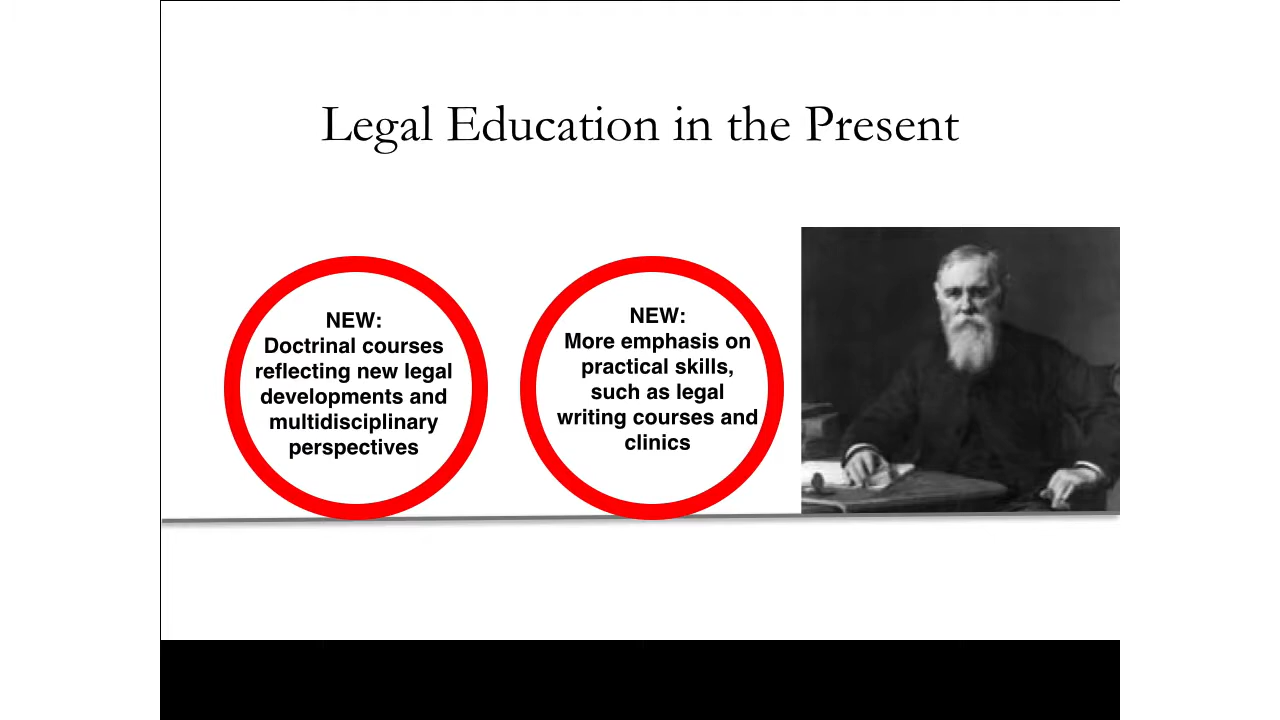 Legal Education in the Present
NEW:
Doctrinal courses
reflecting new legal
developments and
multidisciplinary
perspectives
NEW:
More emphasis on
practical skills,
such as legal
writing courses and
clinics